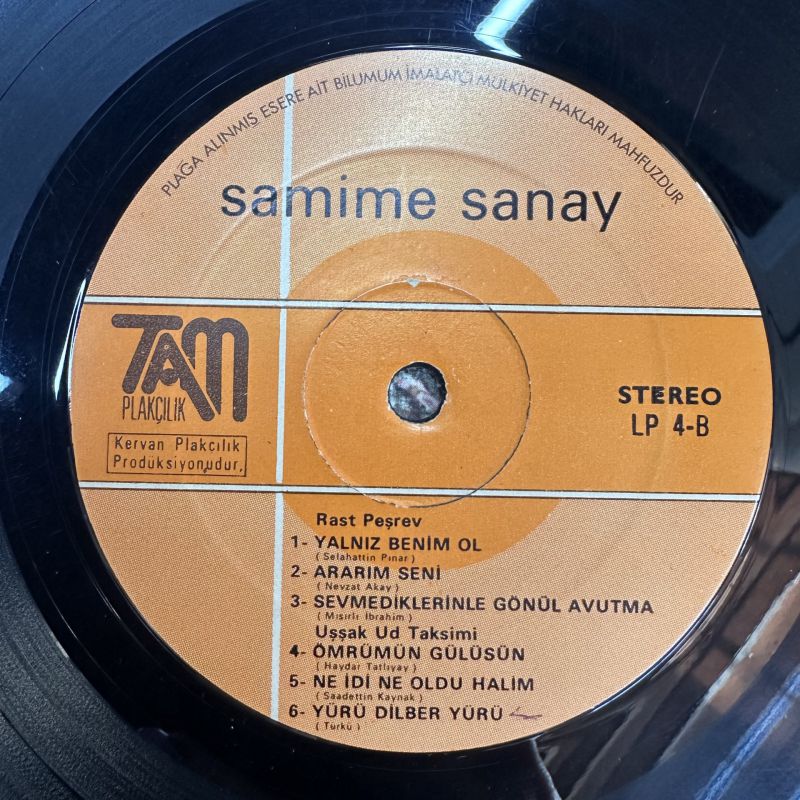 PLAĞA ALINMIŞ ESERE AİT BİLUMUM İMALATÇI MÜLKİYET HAKLARI MAHFUZDUR
samime sanay
TAM
PLAKÇILIK
Kervan Plakçılık
Prodüksiyonudur.
STEREO
LP 4-B
Rast Peşrev
1- YALNIZ BENİM OL
(Selahattin Pınar)
2- ARARIM SENİ
(Nevzat Akay)
3- SEVMEDİKLERİNLE GÖNÜL AVUTMA
(Mısırlı İbrahim)
Uşşak Ud Taksimi
4- ÖMRÜMÜN GÜLÜSÜN
(Haydar Tatlıyay)
5- NE İDİ NE OLDU HALİM
(Saadettin Kaynak)
6- YÜRÜ DİLBER YÜRÜ
(Türkü)